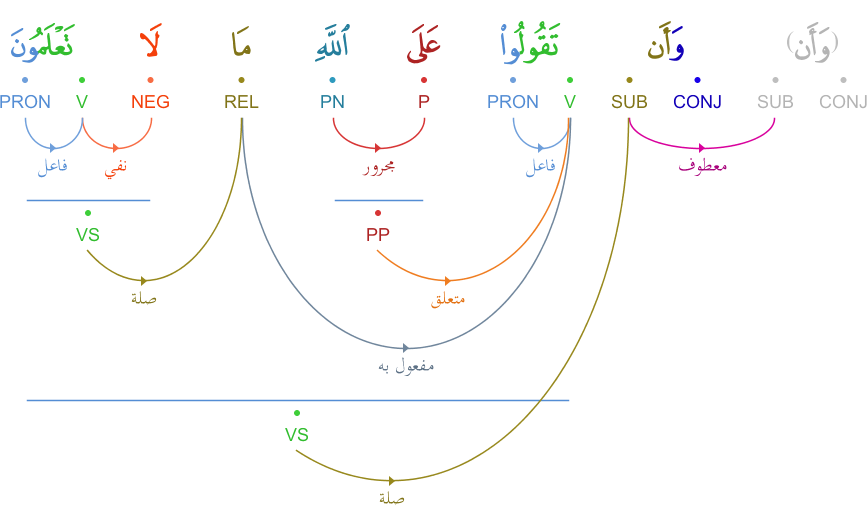 (وَأَن) وَأَن تَقُولُوا۟ عَلَى ٱللَّهِ مَا لَا تَعْلَمُونَ
CONJ SUB CONJ SUB V PRON P PN REL NEG V PRON
معطوف فاعل مجرور نفي فاعل
PP VS
متعلق صلة
مفعول به
VS
صلة